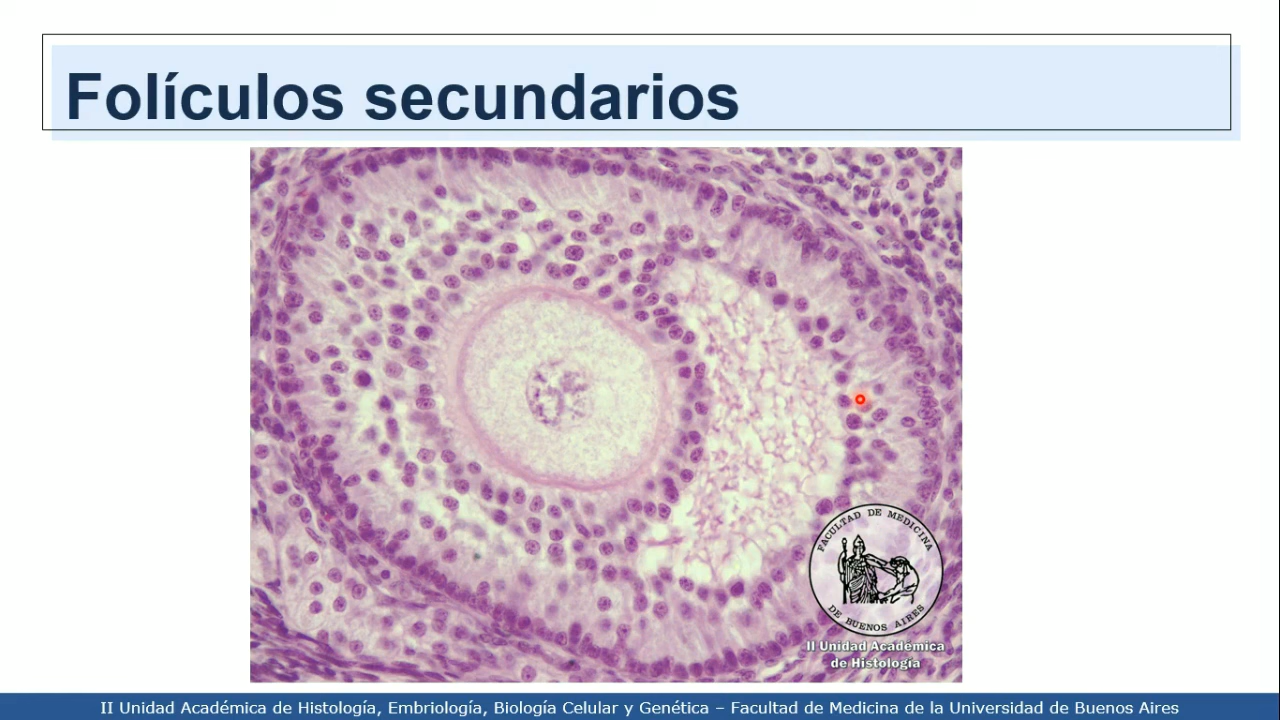 Folículos secundarios
FACULTAD DE MEDICINA
DE BUENOS AIRES
II Unidad Académica
de Histología
II Unidad Académica de Histología, Embriología, Biología Celular y Genética – Facultad de Medicina de la Universidad de Buenos Aires